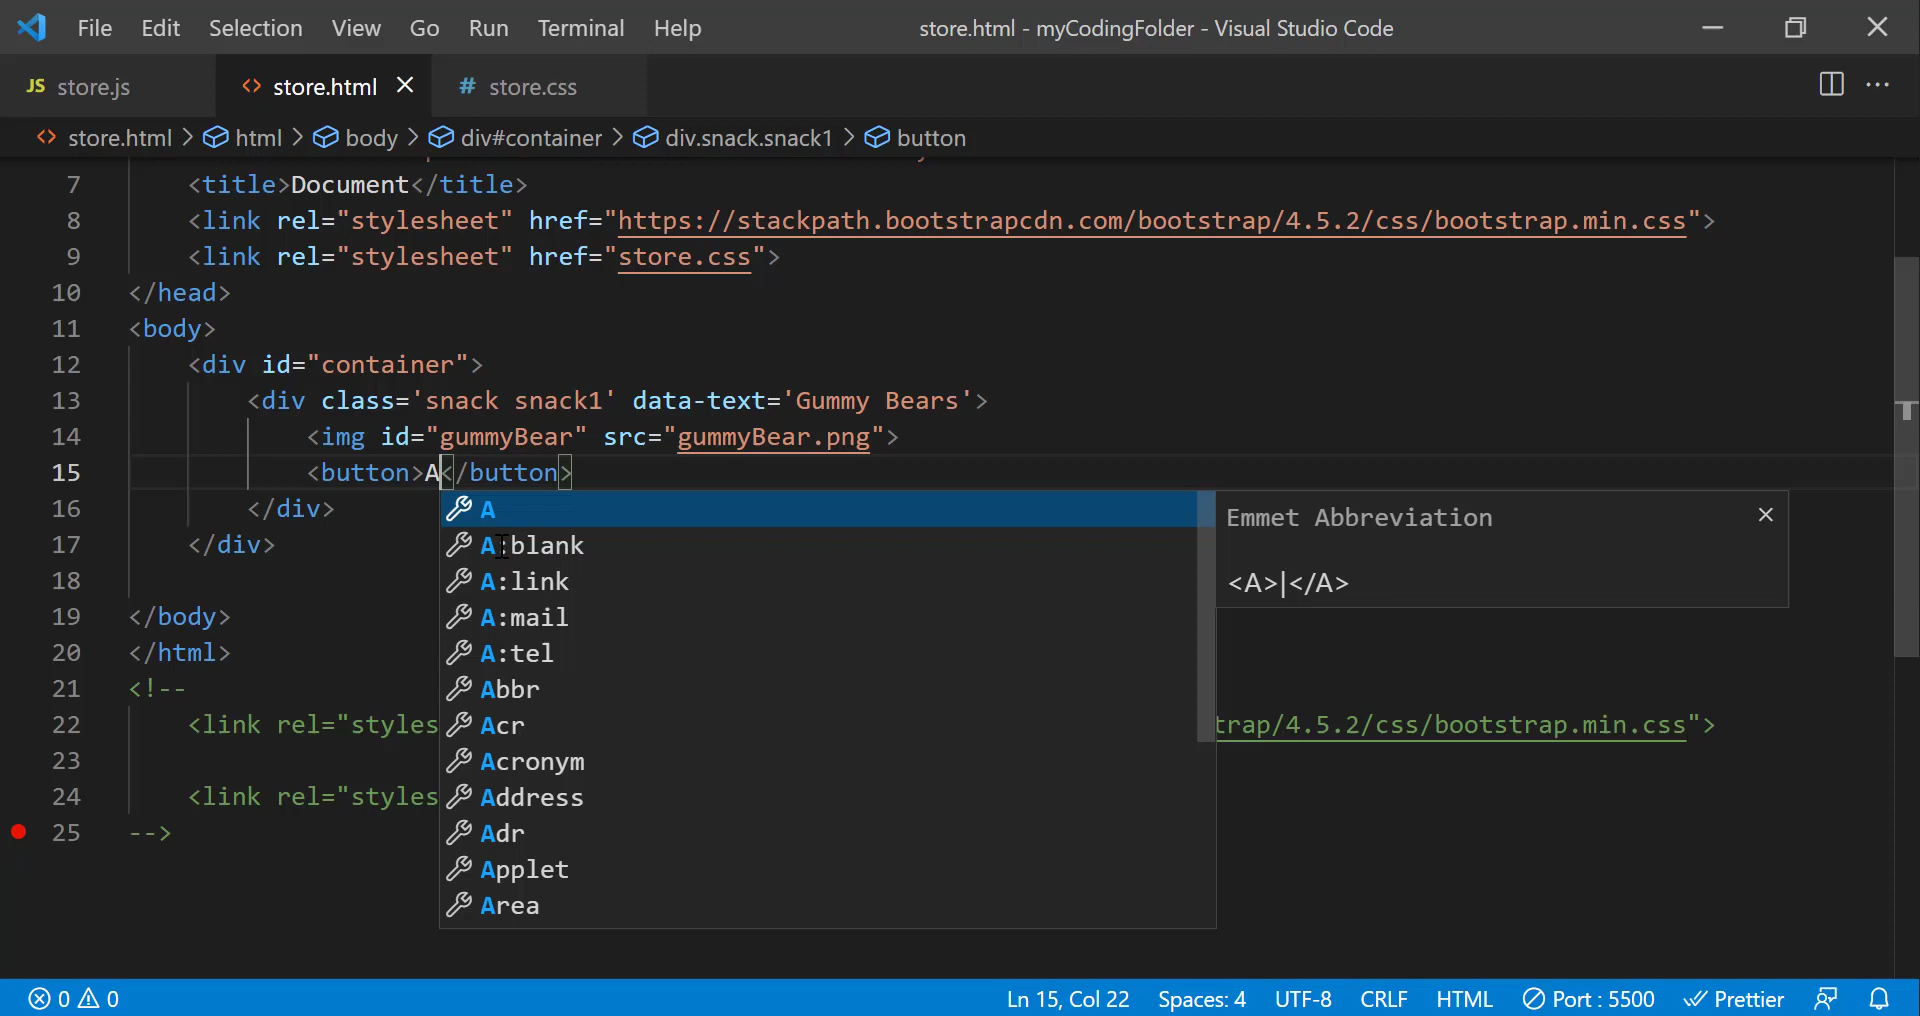 File Edit Selection View Go Run Terminal Help store.html - myCodingFolder - Visual Studio Code
JS store.js <> store.html # store.css
<> store.html > html > body > div#container > div.snack.snack1 > button
7 <title>Document</title>
8 <link rel="stylesheet" href="https://stackpath.bootstrapcdn.com/bootstrap/4.5.2/css/bootstrap.min.css">
9 <link rel="stylesheet" href="store.css">
10 </head>
11 <body>
12 <div id="container">
13 <div class='snack snack1' data-text='Gummy Bears'>
14 <img id="gummyBear" src="gummyBear.png">
15 <button>A</button>
16 </div>
17 </div>
18
19 </body>
20 </html>
21 <!--
22 <link rel="styles trap/4.5.2/css/bootstrap.min.css">
23
24 <link rel="styles
25 -->
A
A:blank
A:link
A:mail
A:tel
Abbr
Acr
Acronym
Address
Adr
Applet
Area
Emmet Abbreviation
<A>|</A>
0 0 Ln 15, Col 22 Spaces: 4 UTF-8 CRLF HTML Port : 5500 Prettier